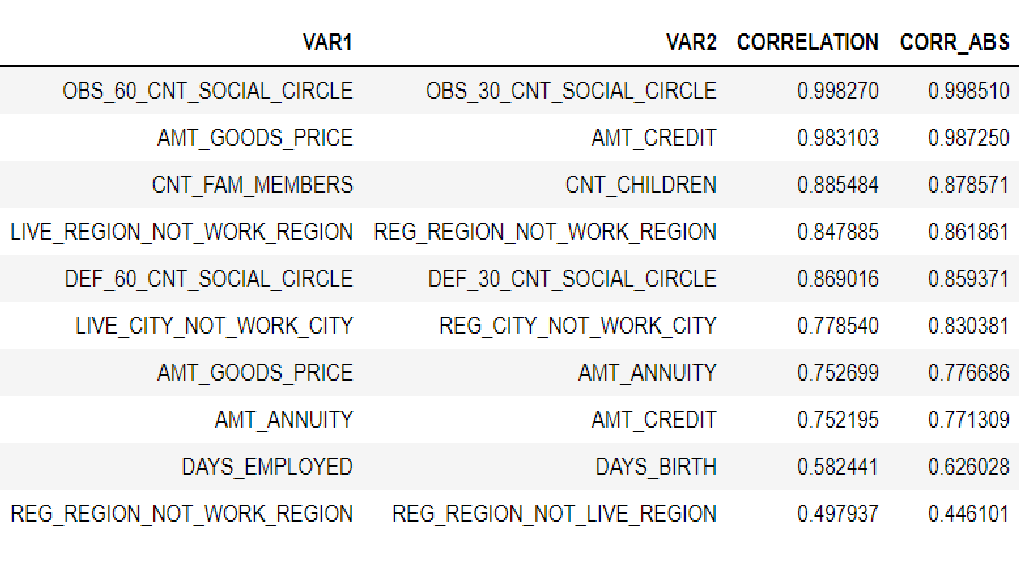 VAR1 VAR2 CORRELATION CORR_ABS
OBS_60_CNT_SOCIAL_CIRCLE OBS_30_CNT_SOCIAL_CIRCLE 0.998270 0.998510
AMT_GOODS_PRICE AMT_CREDIT 0.983103 0.987250
CNT_FAM_MEMBERS CNT_CHILDREN 0.885484 0.878571
LIVE_REGION_NOT_WORK_REGION REG_REGION_NOT_WORK_REGION 0.847885 0.861861
DEF_60_CNT_SOCIAL_CIRCLE DEF_30_CNT_SOCIAL_CIRCLE 0.869016 0.859371
LIVE_CITY_NOT_WORK_CITY REG_CITY_NOT_WORK_CITY 0.778540 0.830381
AMT_GOODS_PRICE AMT_ANNUITY 0.752699 0.776686
AMT_ANNUITY AMT_CREDIT 0.752195 0.771309
DAYS_EMPLOYED DAYS_BIRTH 0.582441 0.626028
REG_REGION_NOT_WORK_REGION REG_REGION_NOT_LIVE_REGION 0.497937 0.446101